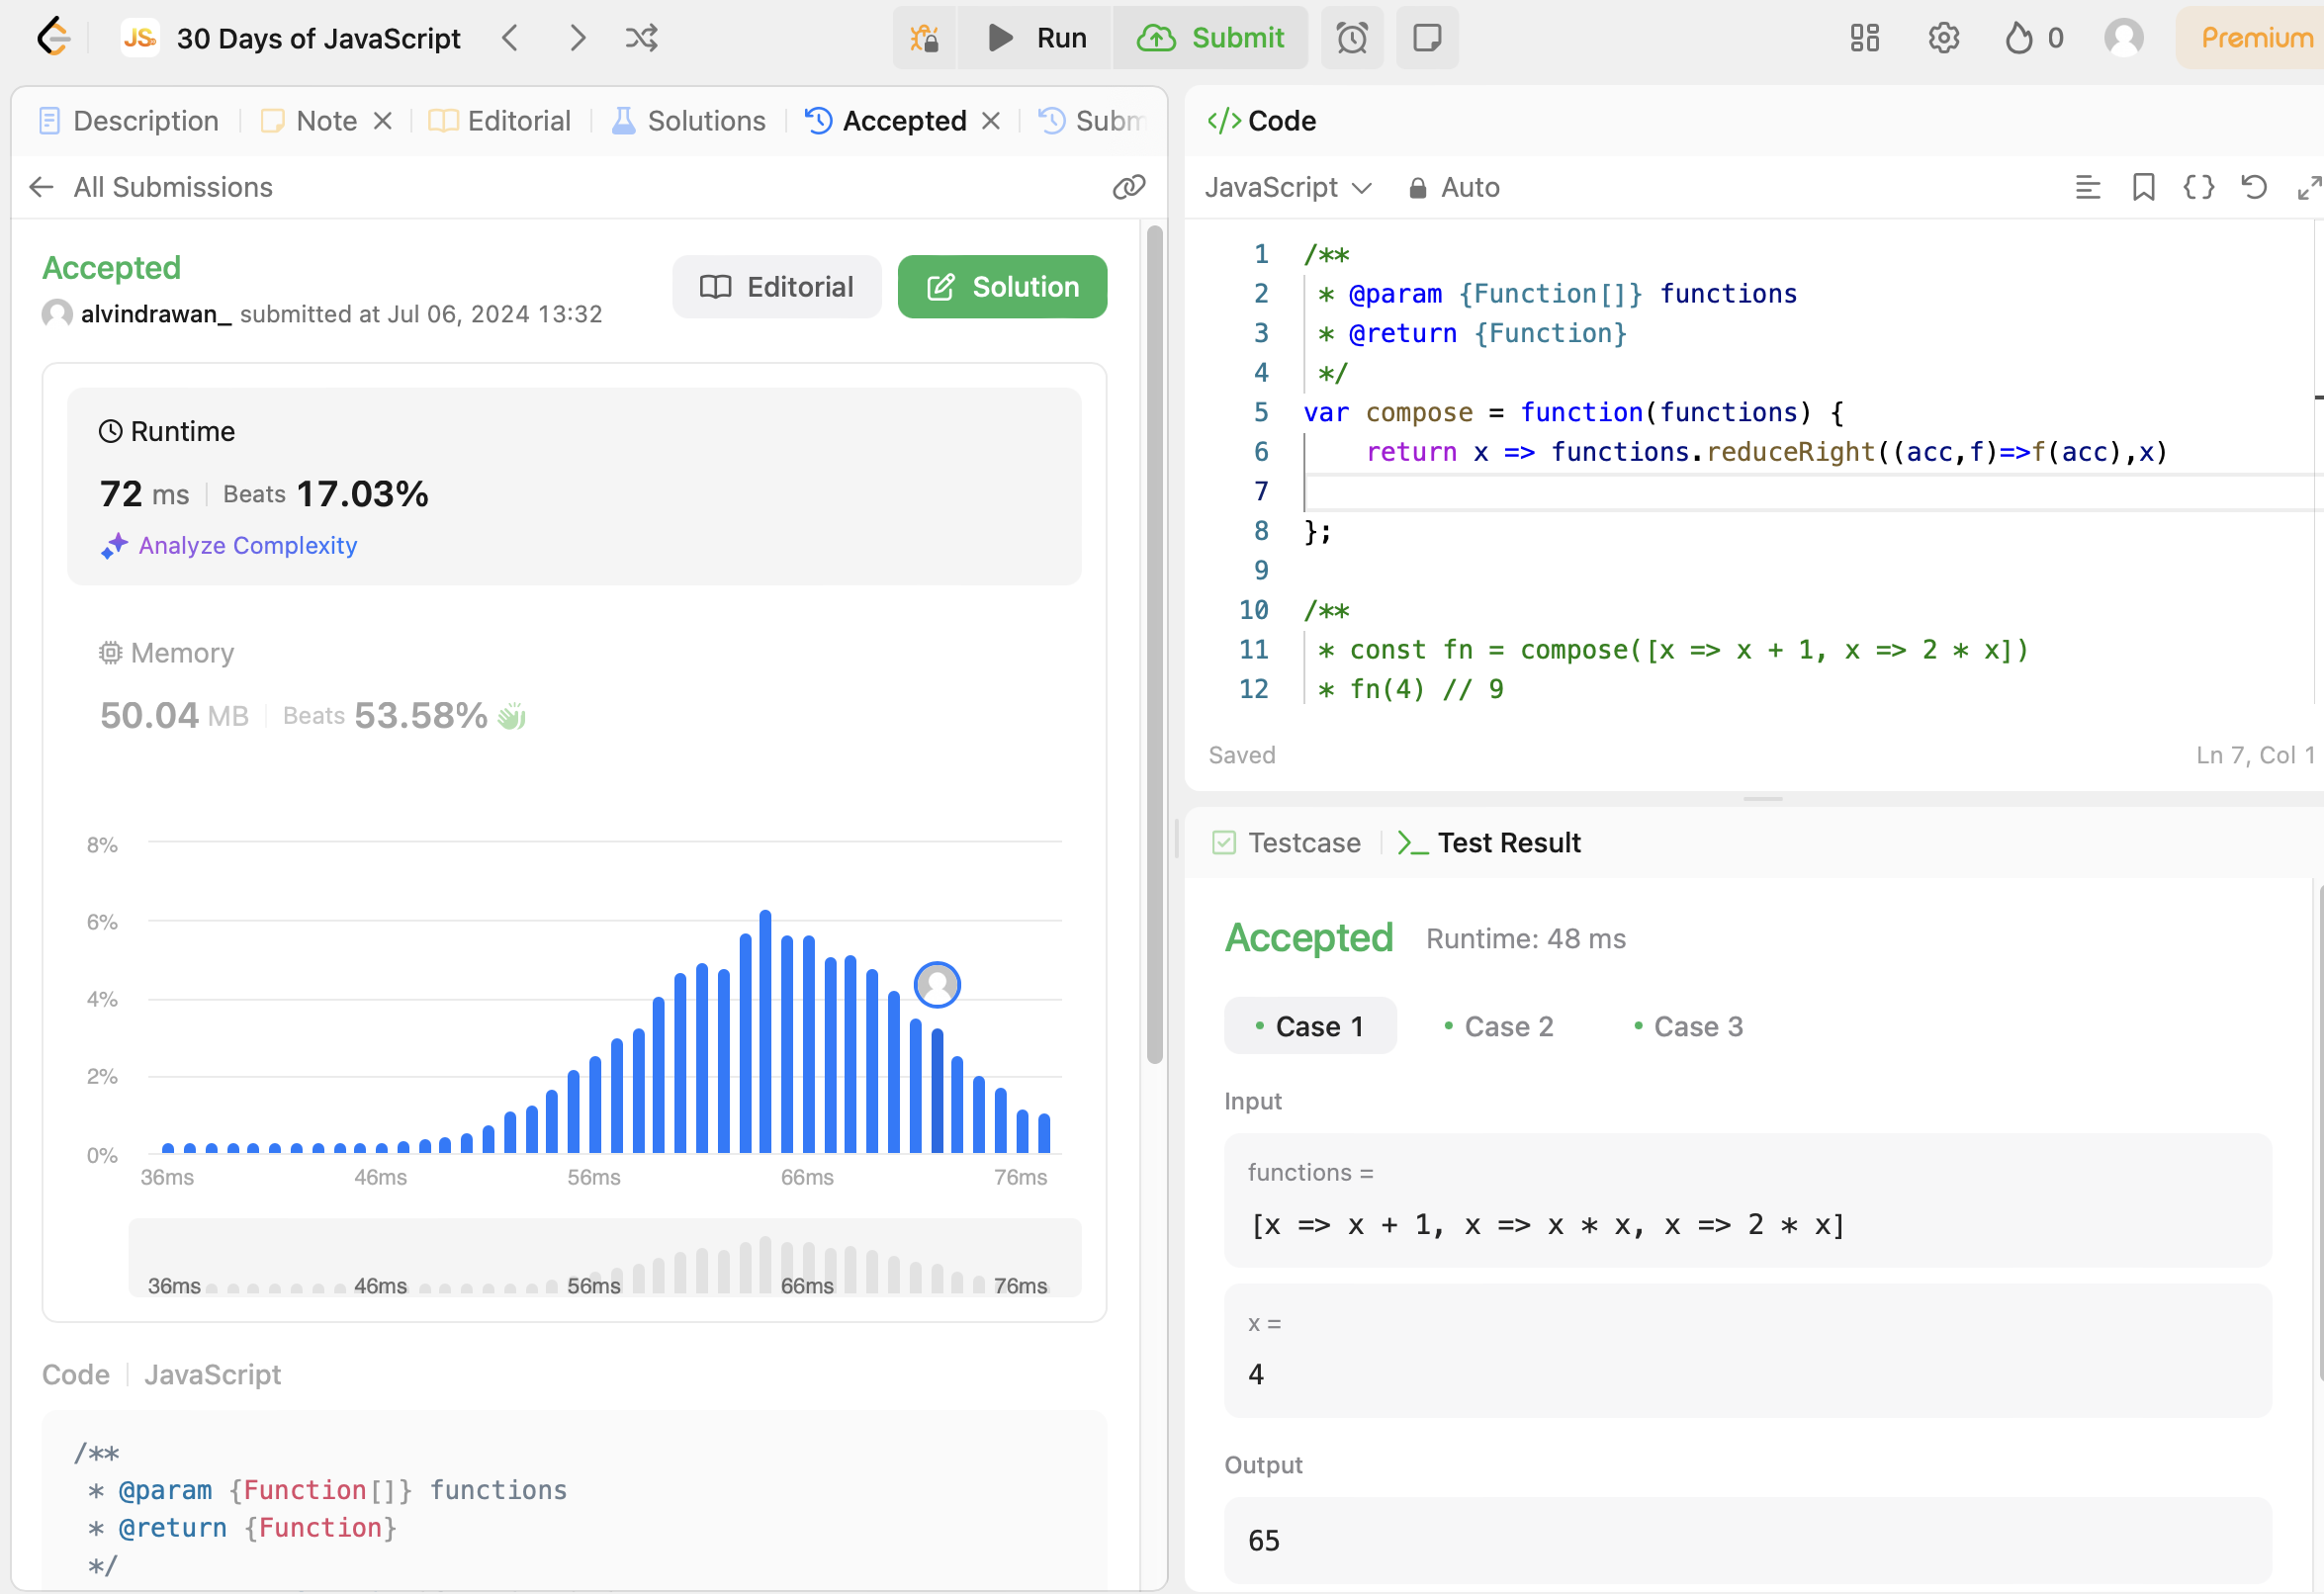 JS 30 Days of JavaScript
Run
Submit
0
Premium
Description
Note
Editorial
Solutions
Accepted
Subm
All Submissions
Accepted
alvindrawan_ submitted at Jul 06, 2024 13:32
Editorial
Solution
Runtime
72 ms Beats 17.03%
Analyze Complexity
Memory
50.04 MB Beats 53.58%
8%
6%
4%
2%
0%
36ms 46ms 56ms 66ms 76ms
36ms 46ms 56ms 66ms 76ms
Code JavaScript
/**
 * @param {Function[]} functions
 * @return {Function}
 */
</> Code
JavaScript Auto
1 /**
2  * @param {Function[]} functions
3  * @return {Function}
4  */
5 var compose = function(functions) {
6     return x => functions.reduceRight((acc,f)=>f(acc),x)
7
8 };
9
10 /**
11  * const fn = compose([x => x + 1, x => 2 * x])
12  * fn(4) // 9
Saved
Ln 7, Col 1
Testcase
Test Result
Accepted Runtime: 48 ms
Case 1
Case 2
Case 3
Input
functions =
[x => x + 1, x => x * x, x => 2 * x]
x =
4
Output
65